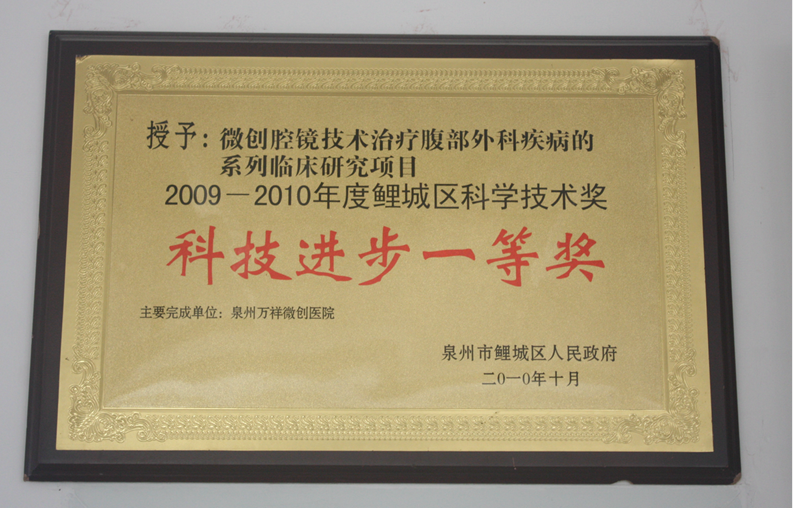 授予：微创腔镜技术治疗腹部外科疾病的
系列临床研究项目
2009－2010年度鲤城区科学技术奖
科技进步一等奖
主要完成单位：泉州万祥微创医院
泉州市鲤城区人民政府
二O一O年十月